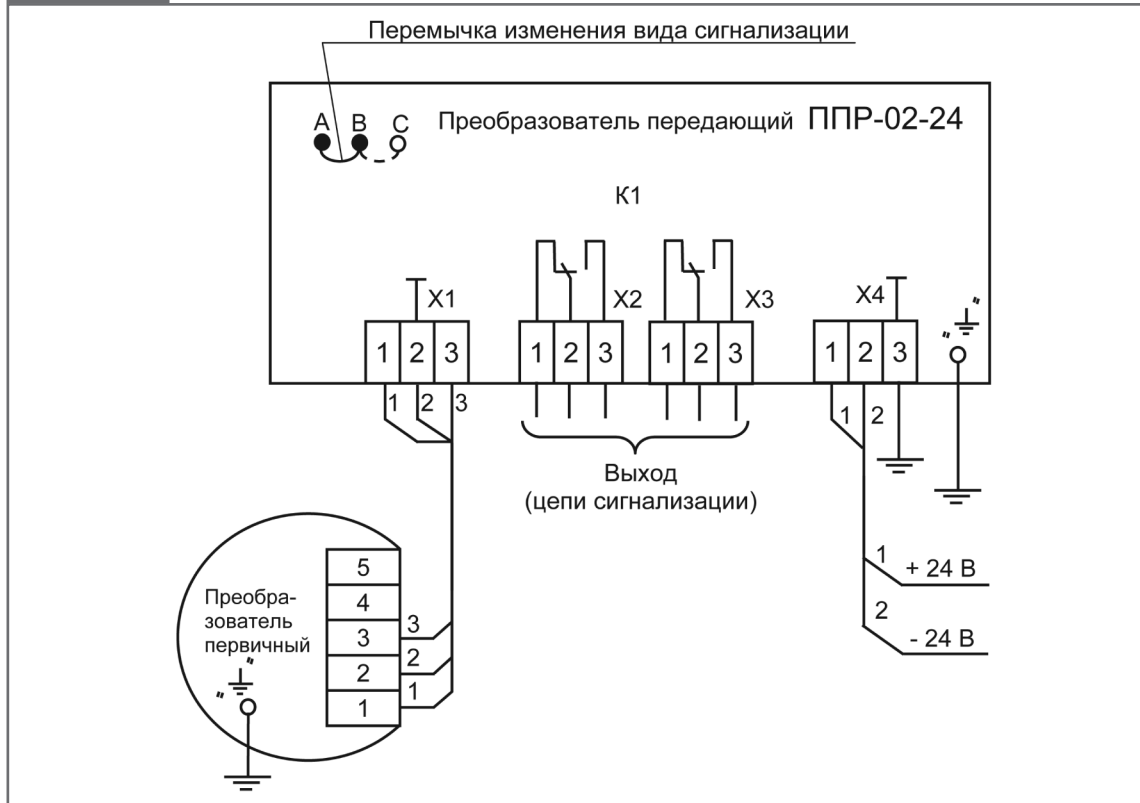 Перемычка изменения вида сигнализации
A B C Преобразователь передающий ППР-02-24
K1
X1 X2 X3 X4
1 2 3 1 2 3 1 2 3 1 2 3
1 2 3 1 2
Выход
(цепи сигнализации)
1 + 24 В
2 - 24 В
5
4
3 3
2 2
1 1
Преобра-
зователь
первичный